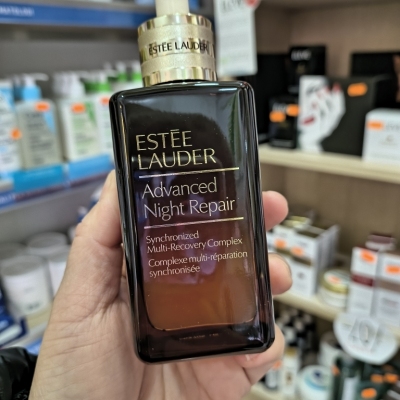 ESTĒE LAUDER
ESTĒE
LAUDER
Advanced
Night Repair
Synchronized
Multi-Recovery Complex
Complexe multi-réparation
synchronisée